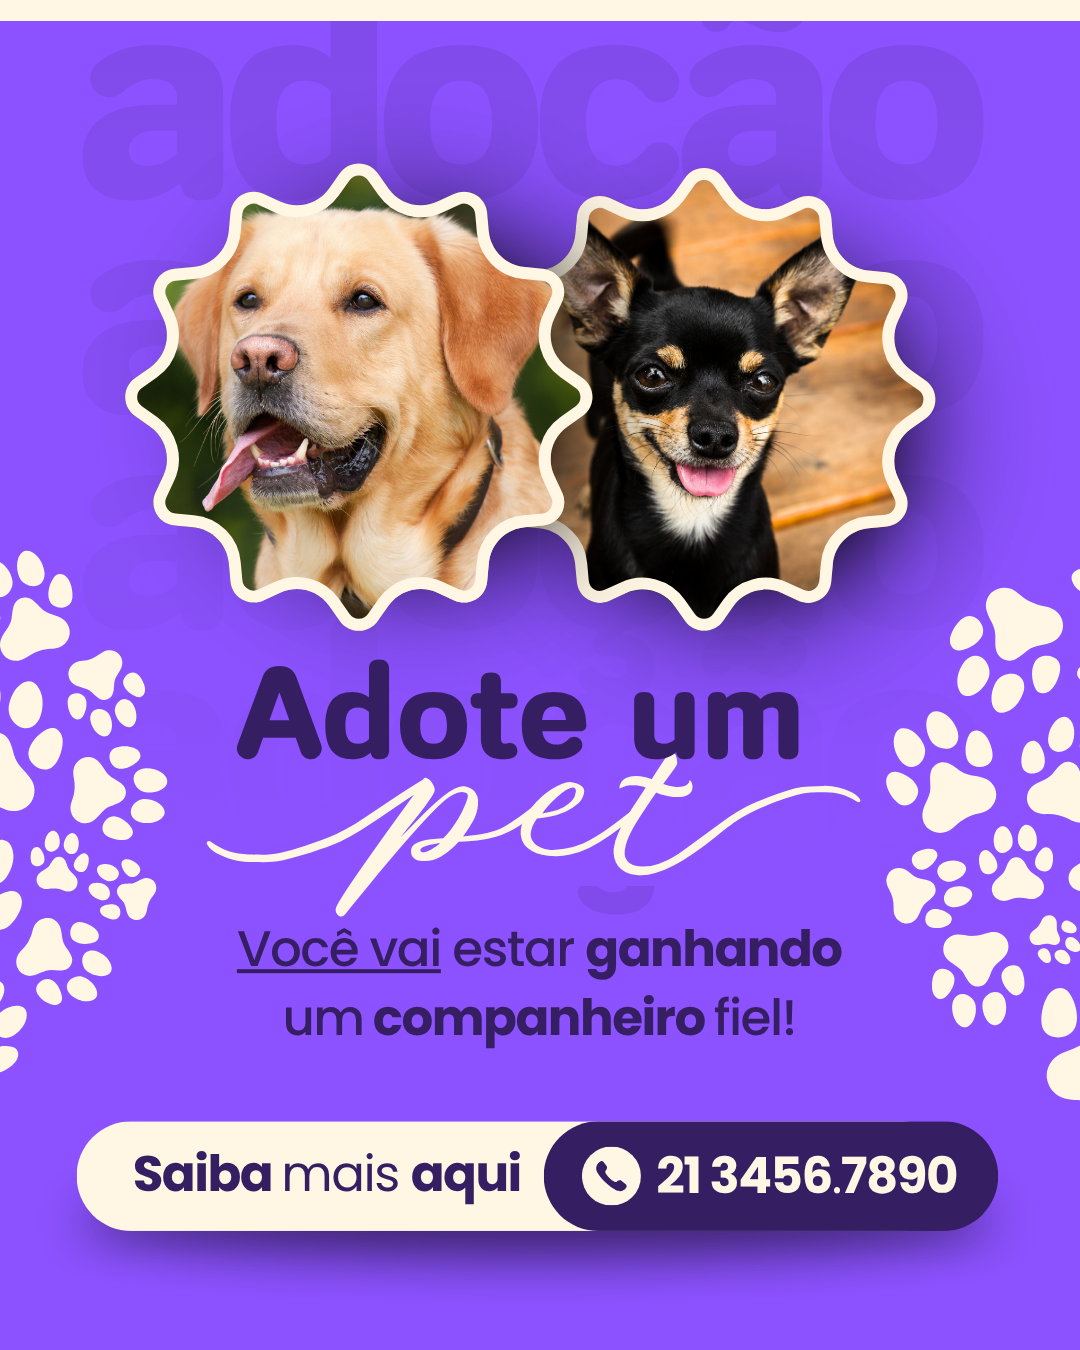 adoção
Adote um
pet
Você vai estar ganhando
um companheiro fiel!
Saiba mais aqui
21 3456.7890